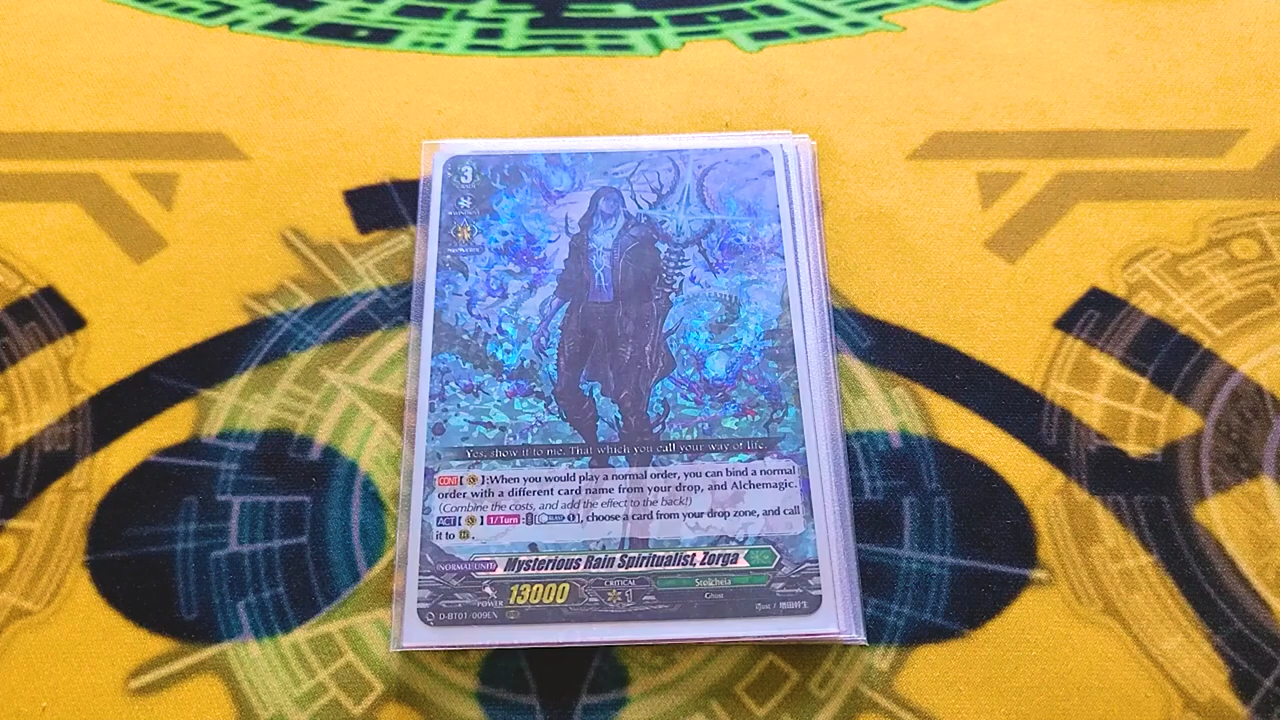 3
Yes, show it to me. That which you call your way of life.
CONT【 】:When you would play a normal order, you can bind a normal
order with a different card name from your drop, and Alchemagic.
(Combine the costs, and add the effect to the back!)
ACT【 】1/Turn:[ BLAST 1], choose a card from your drop zone, and call
it to .
NORMAL UNIT Mysterious Rain Spiritualist, Zorga
POWER 13000 CRITICAL 1 Stoicheia
Ghost
D-BT01/009EN